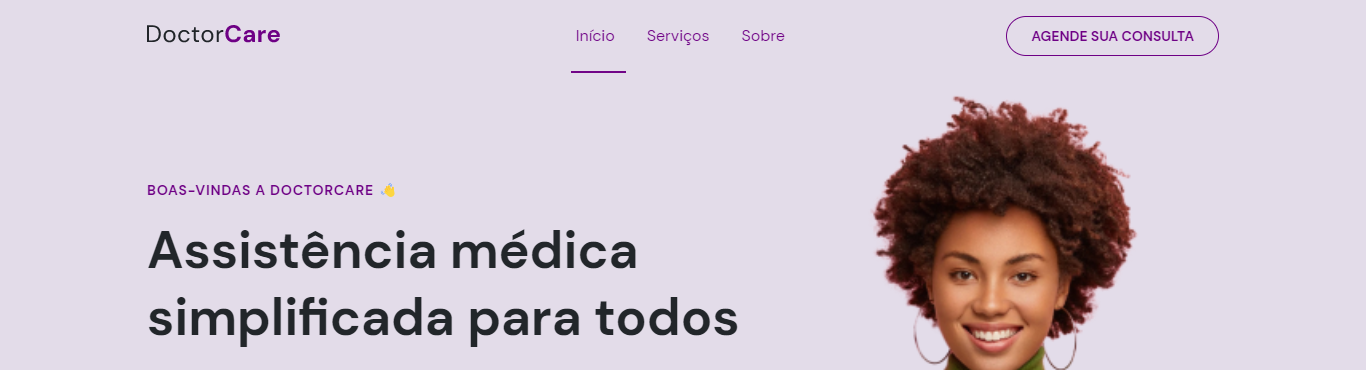 DoctorCare
Início Serviços Sobre
AGENDE SUA CONSULTA
BOAS-VINDAS A DOCTORCARE 👋
Assistência médica
simplificada para todos